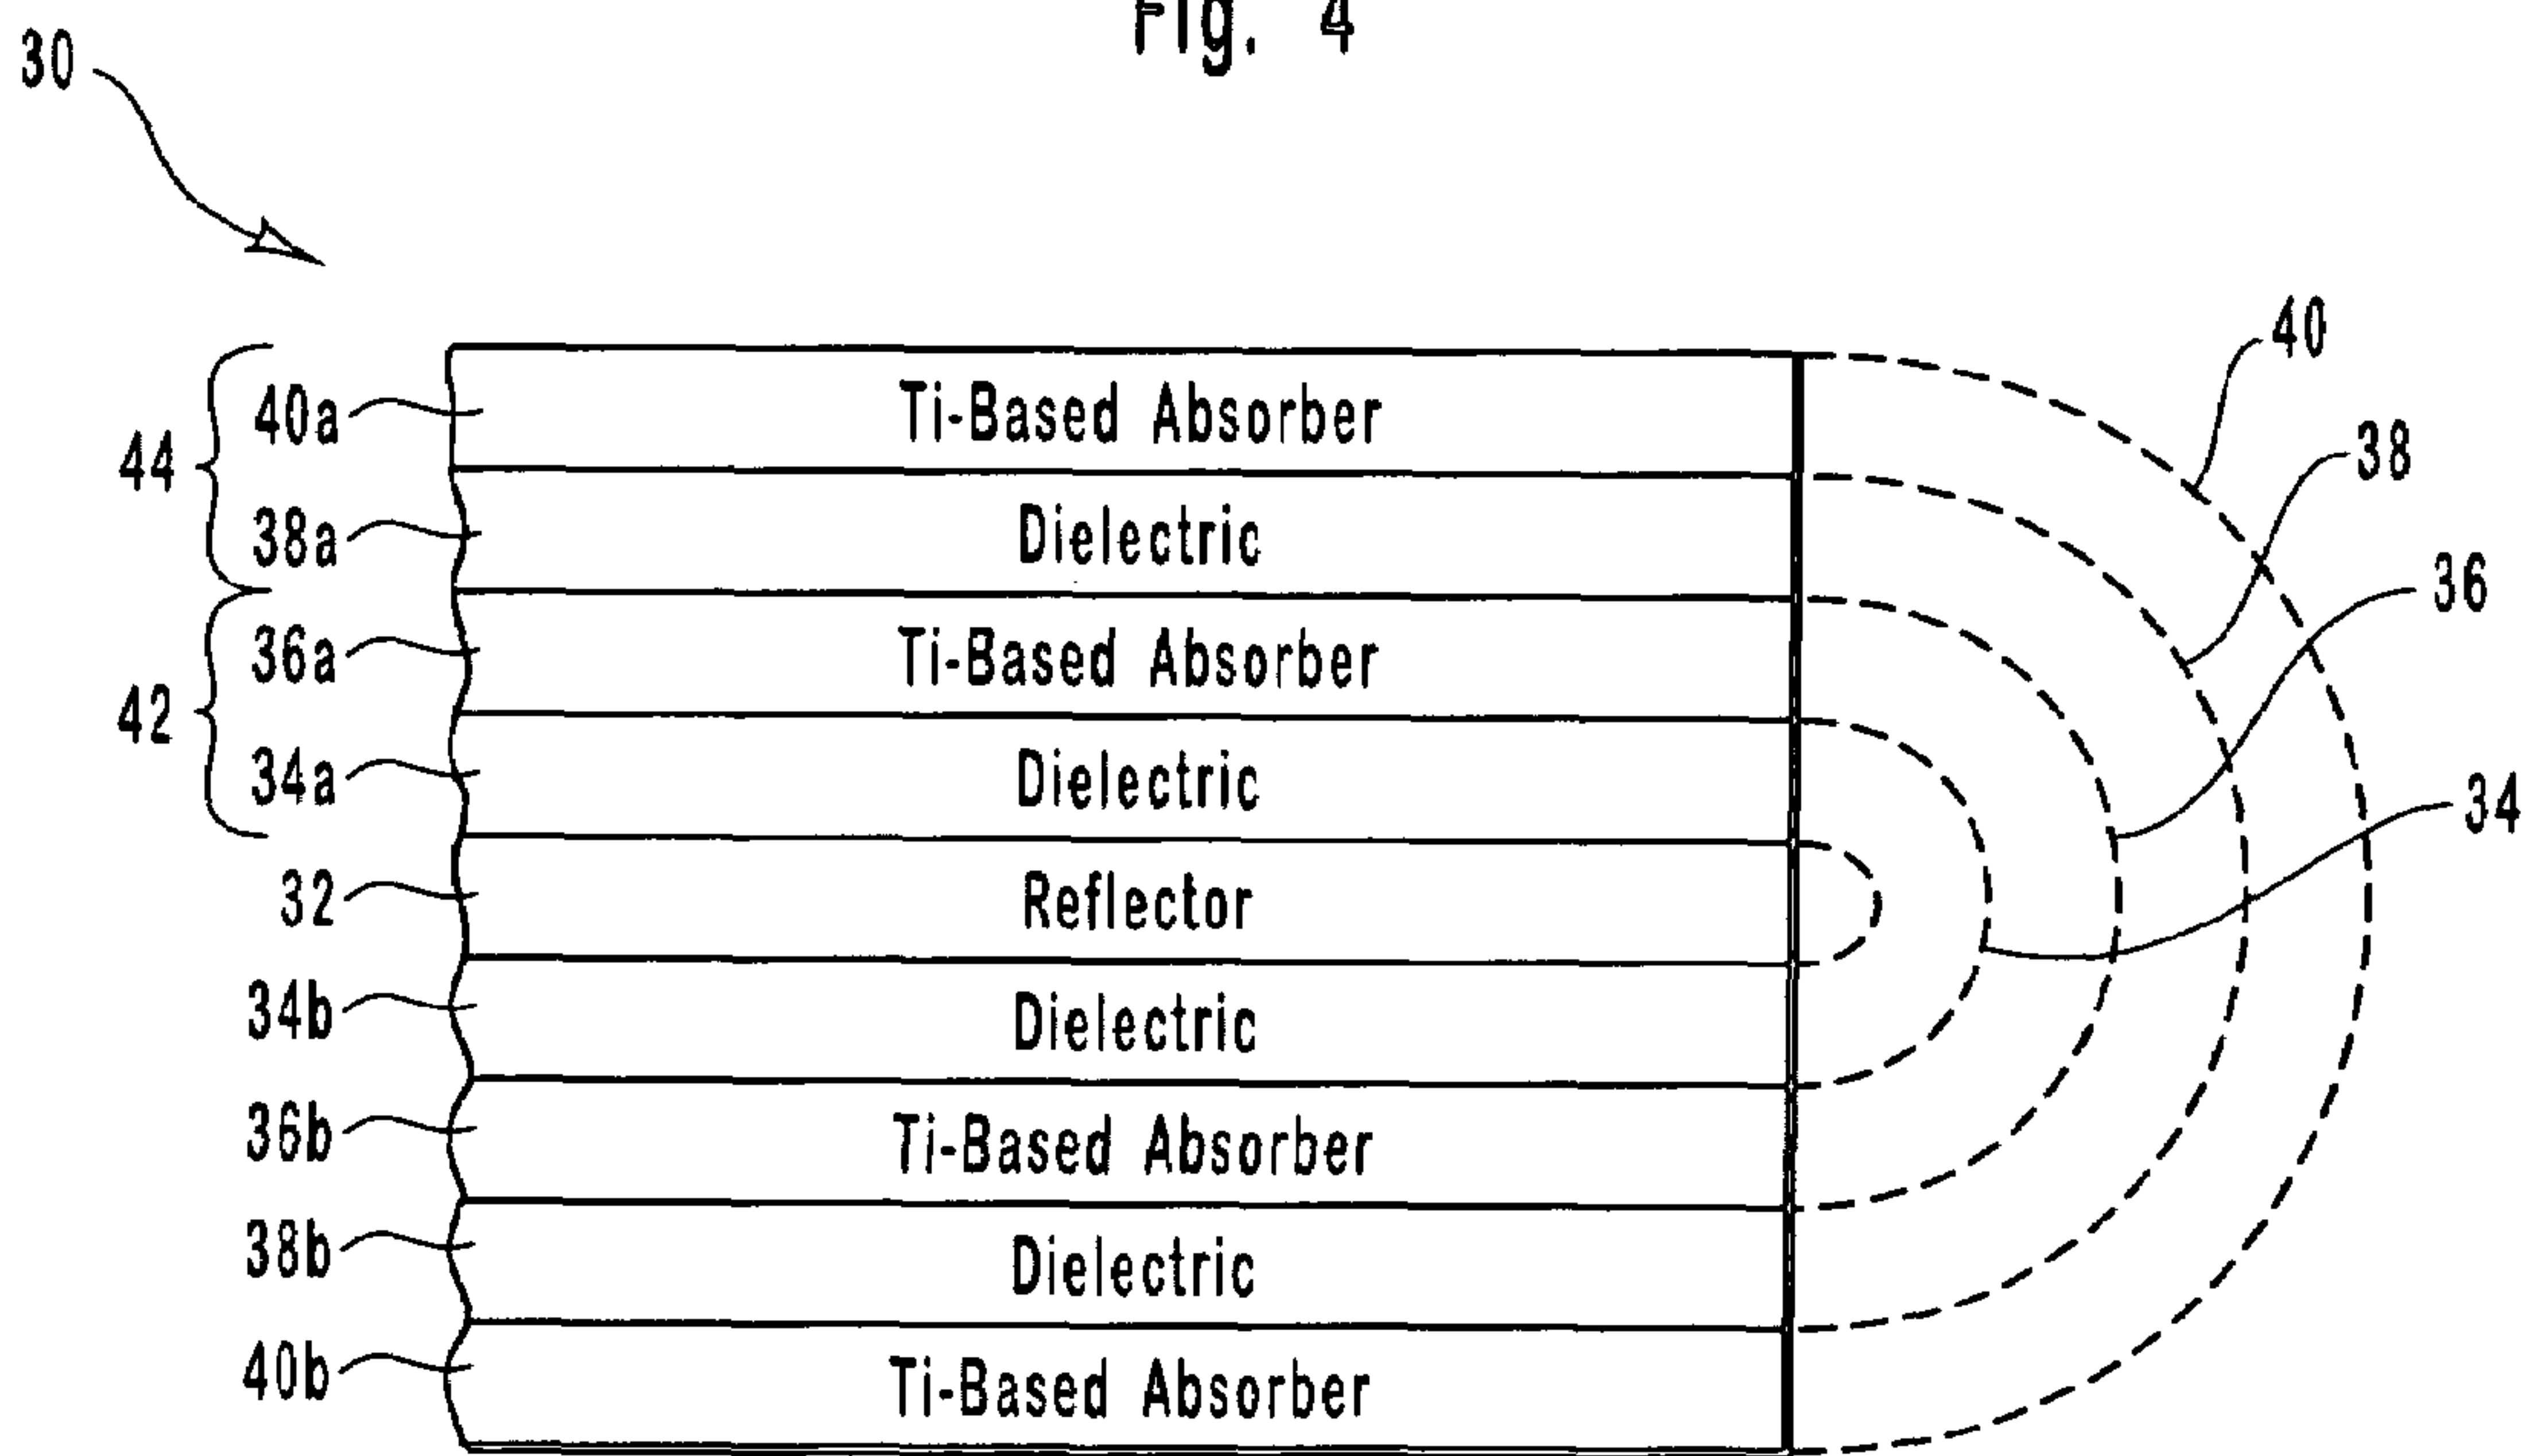 Fig. 4
30
40
44
40a
Ti-Based Absorber
38
38a
Dielectric
36
42
36a
Ti-Based Absorber
34a
Dielectric
34
32
Reflector
34b
Dielectric
36b
Ti-Based Absorber
38b
Dielectric
40b
Ti-Based Absorber